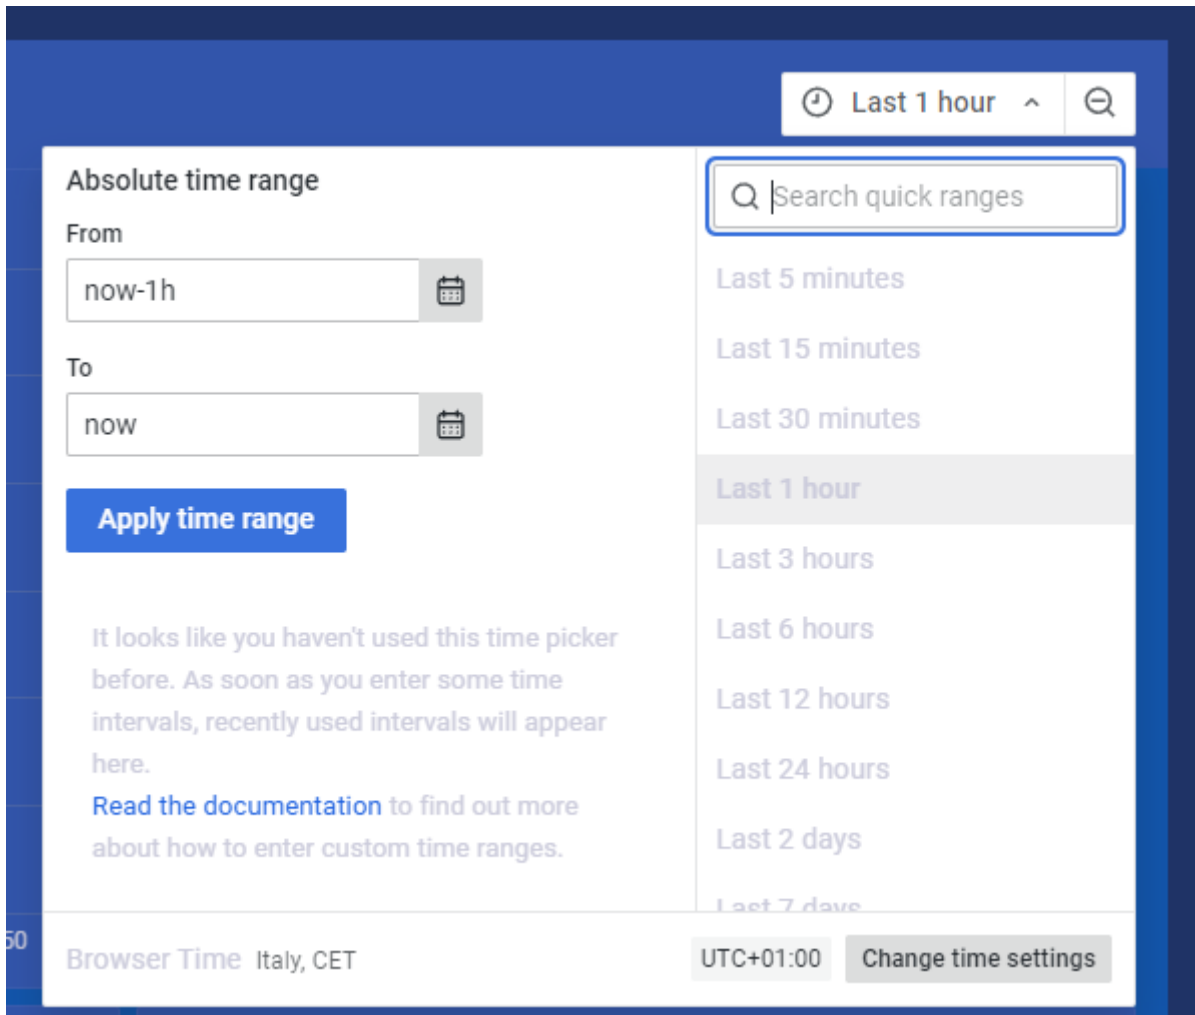 Last 1 hour
Absolute time range
From
now-1h
To
now
Apply time range
It looks like you haven't used this time picker
before. As soon as you enter some time
intervals, recently used intervals will appear
here.
Read the documentation to find out more
about how to enter custom time ranges.
Search quick ranges
Last 5 minutes
Last 15 minutes
Last 30 minutes
Last 1 hour
Last 3 hours
Last 6 hours
Last 12 hours
Last 24 hours
Last 2 days
Last 7 days
50
Browser Time Italy, CET
UTC+01:00
Change time settings